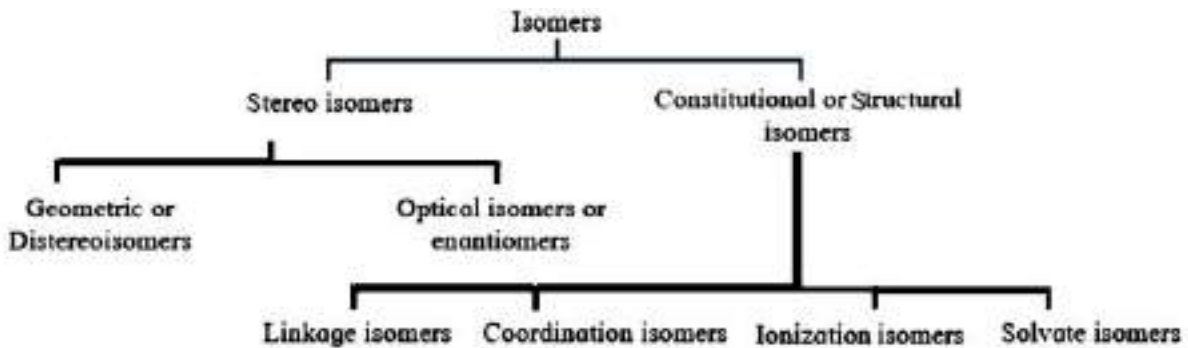 Isomers
Stereo isomers
Constitutional or Structural
isomers
Geometric or
Distereoisomers
Optical isomers or
enantiomers
Linkage isomers
Coordination isomers
Ionization isomers
Solvate isomers